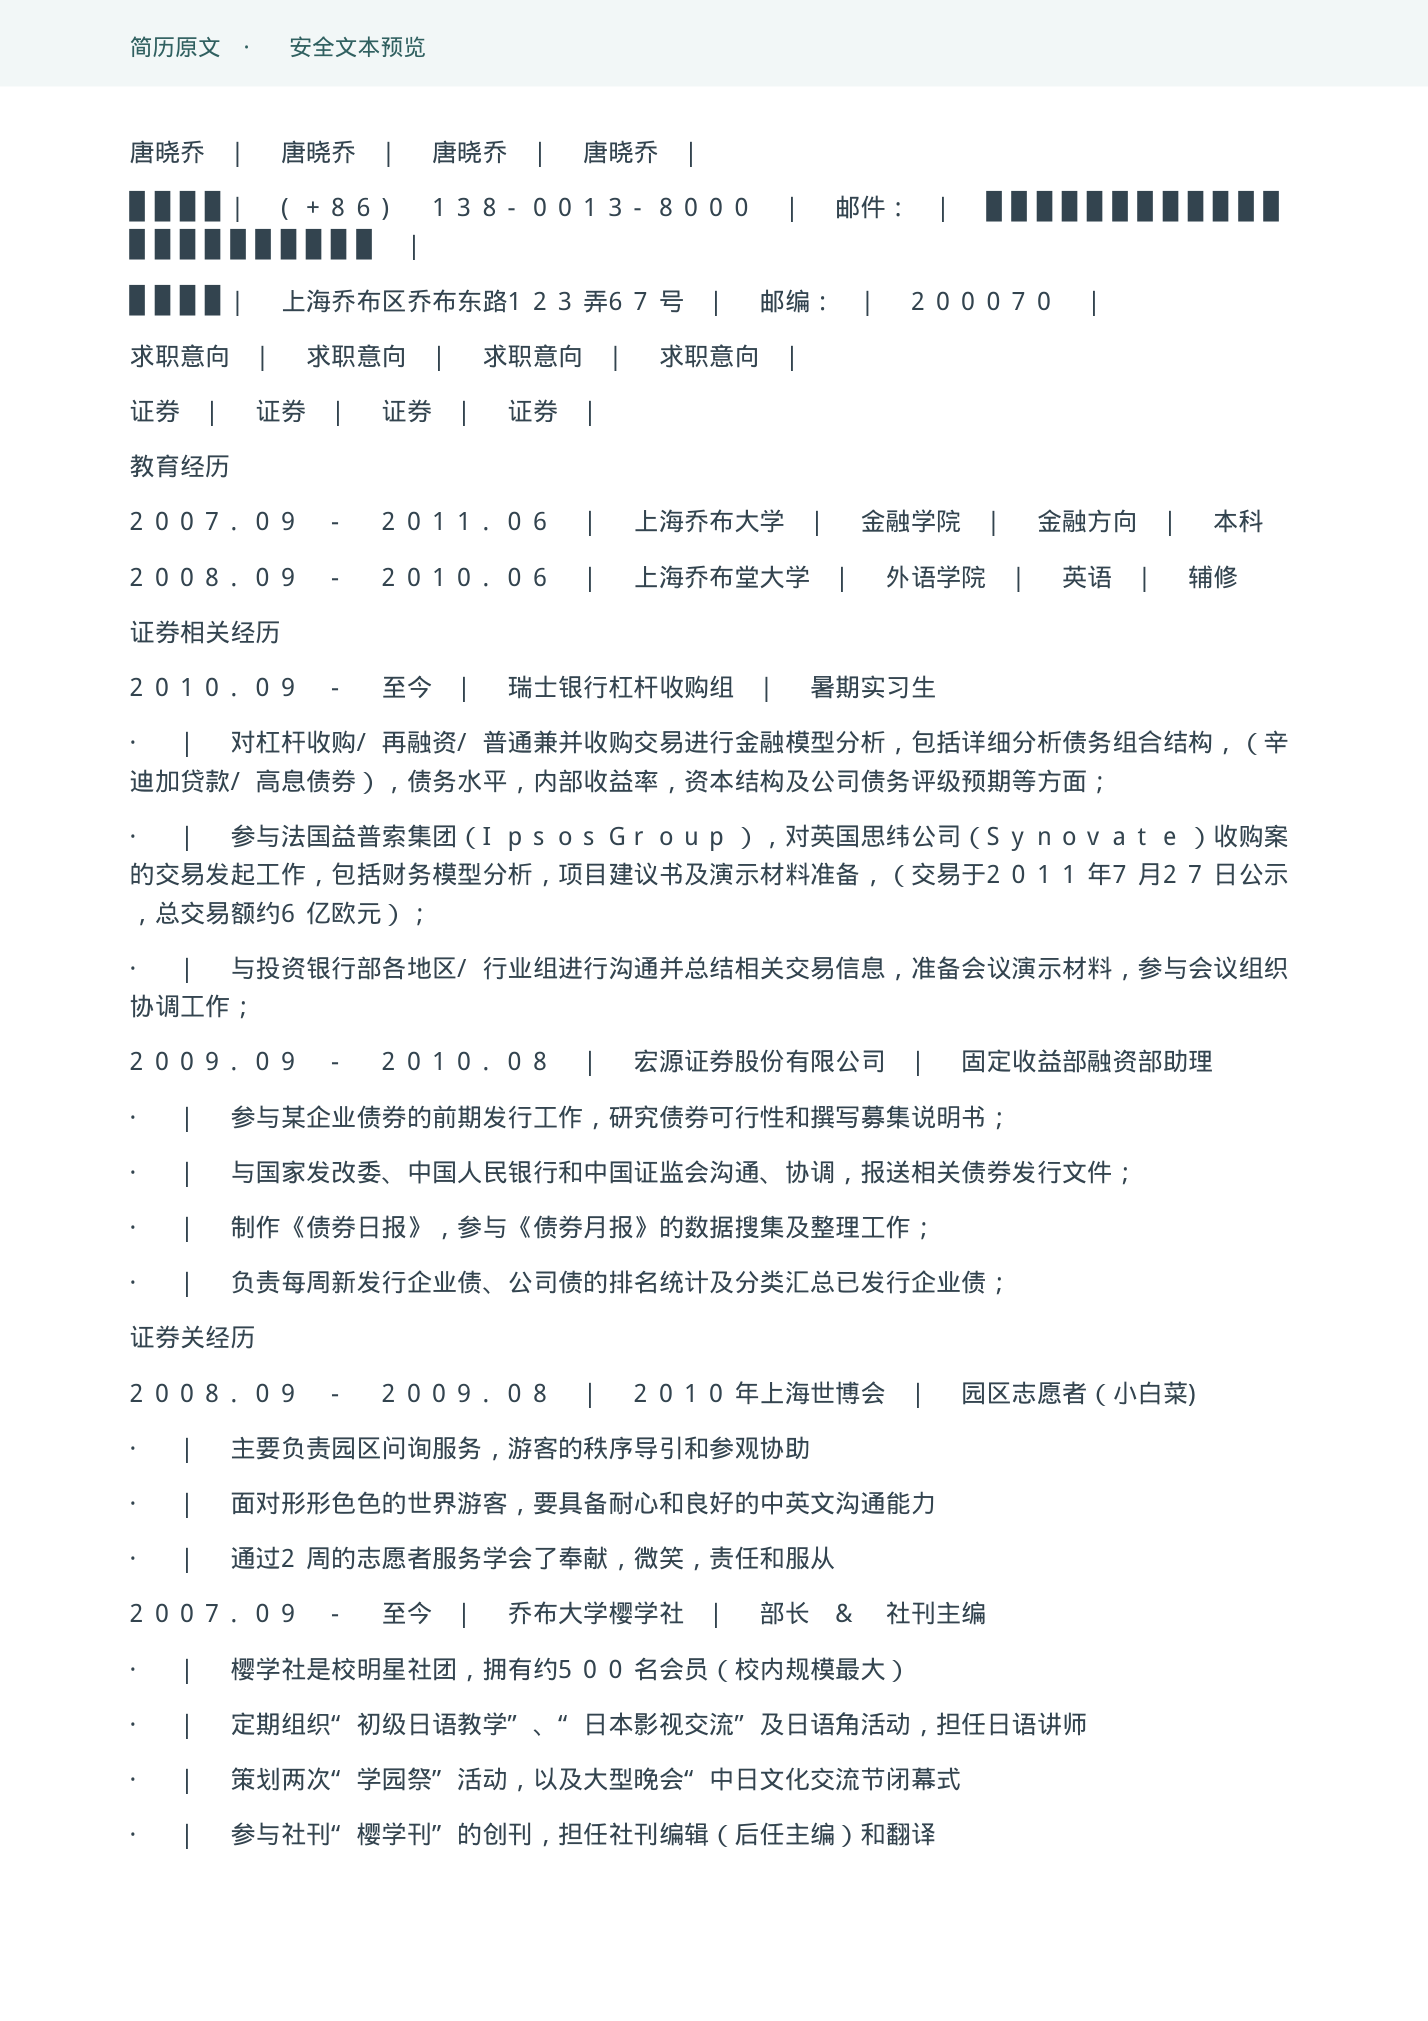 简历原文 · 安全文本预览
唐晓乔 | 唐晓乔 | 唐晓乔 | 唐晓乔 |
████ | (+86) 138-0013-8000 | 邮件： | ████████████
██████████ |
████ | 上海乔布区乔布东路123弄67号 | 邮编： | 200070 |
求职意向 | 求职意向 | 求职意向 | 求职意向 |
证券 | 证券 | 证券 | 证券 |
教育经历
2007.09 - 2011.06 | 上海乔布大学 | 金融学院 | 金融方向 | 本科
2008.09 - 2010.06 | 上海乔布堂大学 | 外语学院 | 英语 | 辅修
证券相关经历
2010.09 - 至今 | 瑞士银行杠杆收购组 | 暑期实习生
· | 对杠杆收购/再融资/普通兼并收购交易进行金融模型分析，包括详细分析债务组合结构，（辛
迪加贷款/高息债券），债务水平，内部收益率，资本结构及公司债务评级预期等方面；
· | 参与法国益普索集团（IpsosGroup），对英国思纬公司（Synovate）收购案
的交易发起工作，包括财务模型分析，项目建议书及演示材料准备，（交易于2011年7月27日公示
，总交易额约6亿欧元）；
· | 与投资银行部各地区/行业组进行沟通并总结相关交易信息，准备会议演示材料，参与会议组织
协调工作；
2009.09 - 2010.08 | 宏源证券股份有限公司 | 固定收益部融资部助理
· | 参与某企业债券的前期发行工作，研究债券可行性和撰写募集说明书；
· | 与国家发改委、中国人民银行和中国证监会沟通、协调，报送相关债券发行文件；
· | 制作《债券日报》，参与《债券月报》的数据搜集及整理工作；
· | 负责每周新发行企业债、公司债的排名统计及分类汇总已发行企业债；
证券关经历
2008.09 - 2009.08 | 2010年上海世博会 | 园区志愿者（小白菜)
· | 主要负责园区问询服务，游客的秩序导引和参观协助
· | 面对形形色色的世界游客，要具备耐心和良好的中英文沟通能力
· | 通过2周的志愿者服务学会了奉献，微笑，责任和服从
2007.09 - 至今 | 乔布大学樱学社 | 部长 & 社刊主编
· | 樱学社是校明星社团，拥有约500名会员（校内规模最大）
· | 定期组织“初级日语教学”、“日本影视交流”及日语角活动，担任日语讲师
· | 策划两次“学园祭”活动，以及大型晚会“中日文化交流节闭幕式
· | 参与社刊“樱学刊”的创刊，担任社刊编辑（后任主编）和翻译